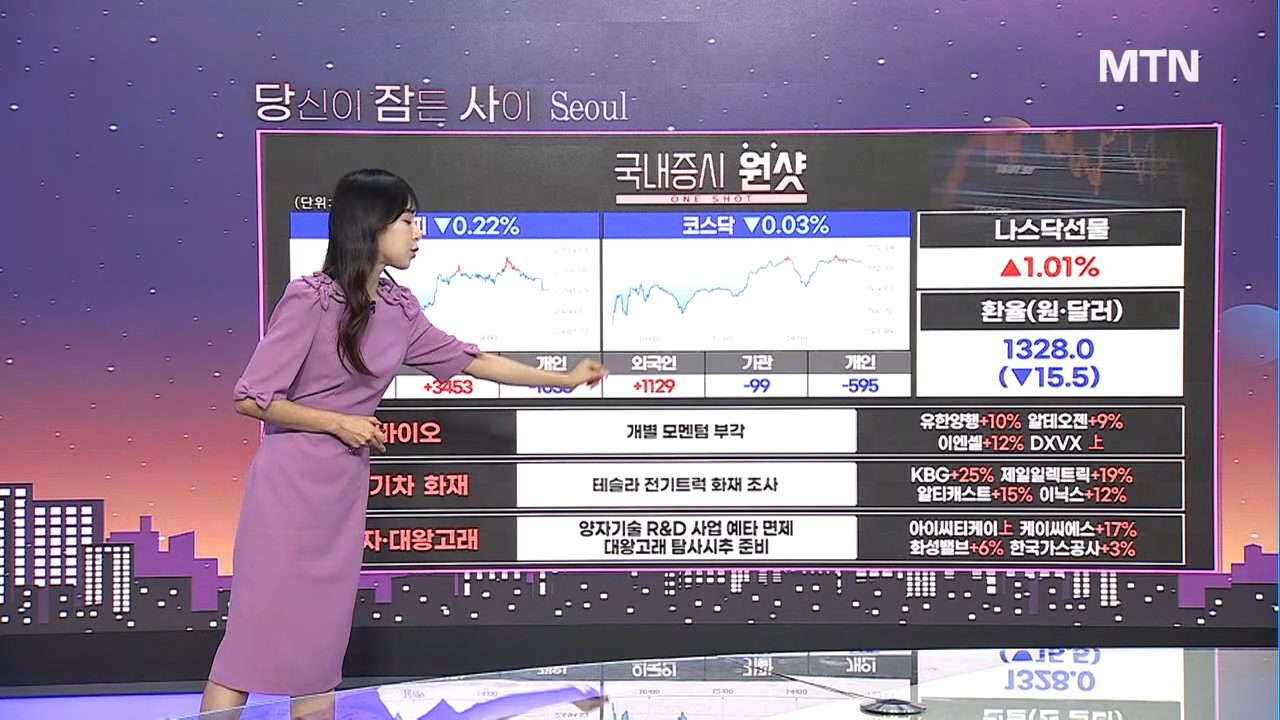 MTN
당신이 잠든 사이 Seoul
국내증시 원샷
ONE SHOT
(단위:
피 ▼0.22%
코스닥 ▼0.03%
나스닥선물
▲1.01%
환율(원·달러)
1328.0
(▼15.5)
개인
외국인
기관
개인
+3453
+1129
-99
-595
바이오
개별 모멘텀 부각
유한양행+10% 알테오젠+9%
이엔셀+12% DXVX 上
기차 화재
테슬라 전기트럭 화재 조사
KBG+25% 제일일렉트릭+19%
알티캐스트+15% 이닉스+12%
자·대왕고래
양자기술 R&D 사업 예타 면제
대왕고래 탐사시추 준비
아이씨티케이上 케이씨에스+17%
화성밸브+6% 한국가스공사+3%